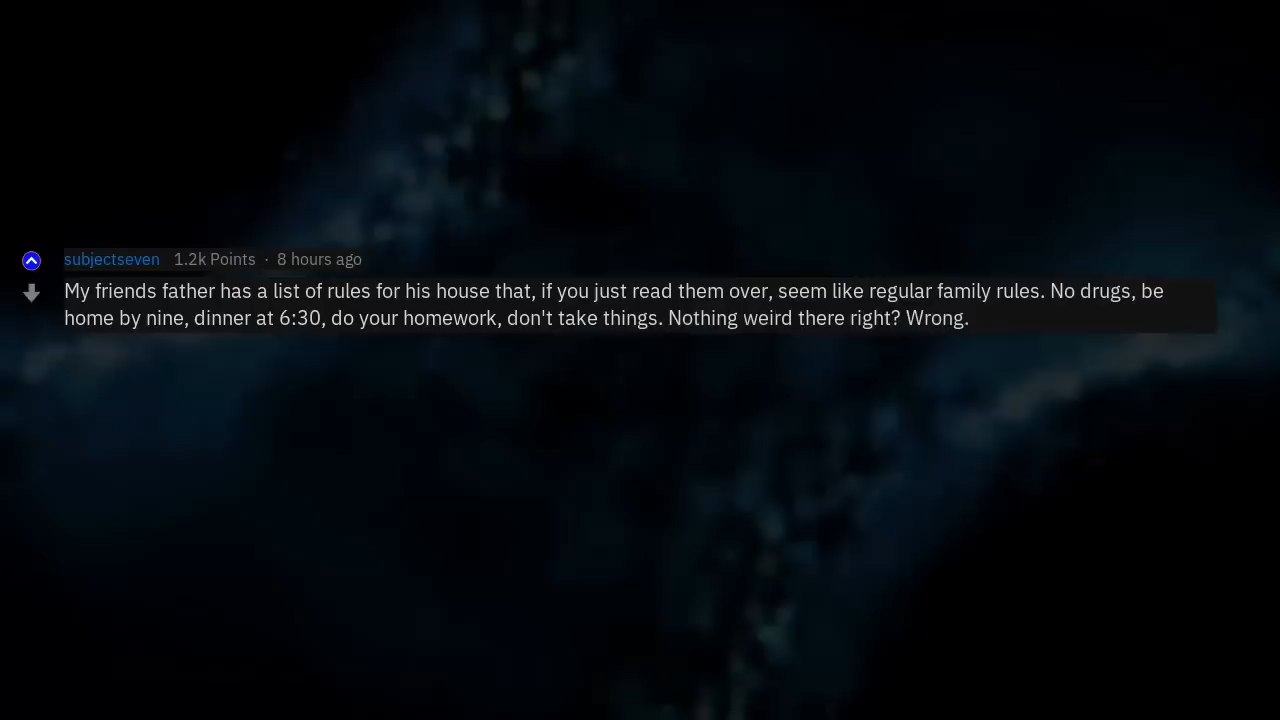 subjectseven 1.2k Points · 8 hours ago
My friends father has a list of rules for his house that, if you just read them over, seem like regular family rules. No drugs, be
home by nine, dinner at 6:30, do your homework, don't take things. Nothing weird there right? Wrong.